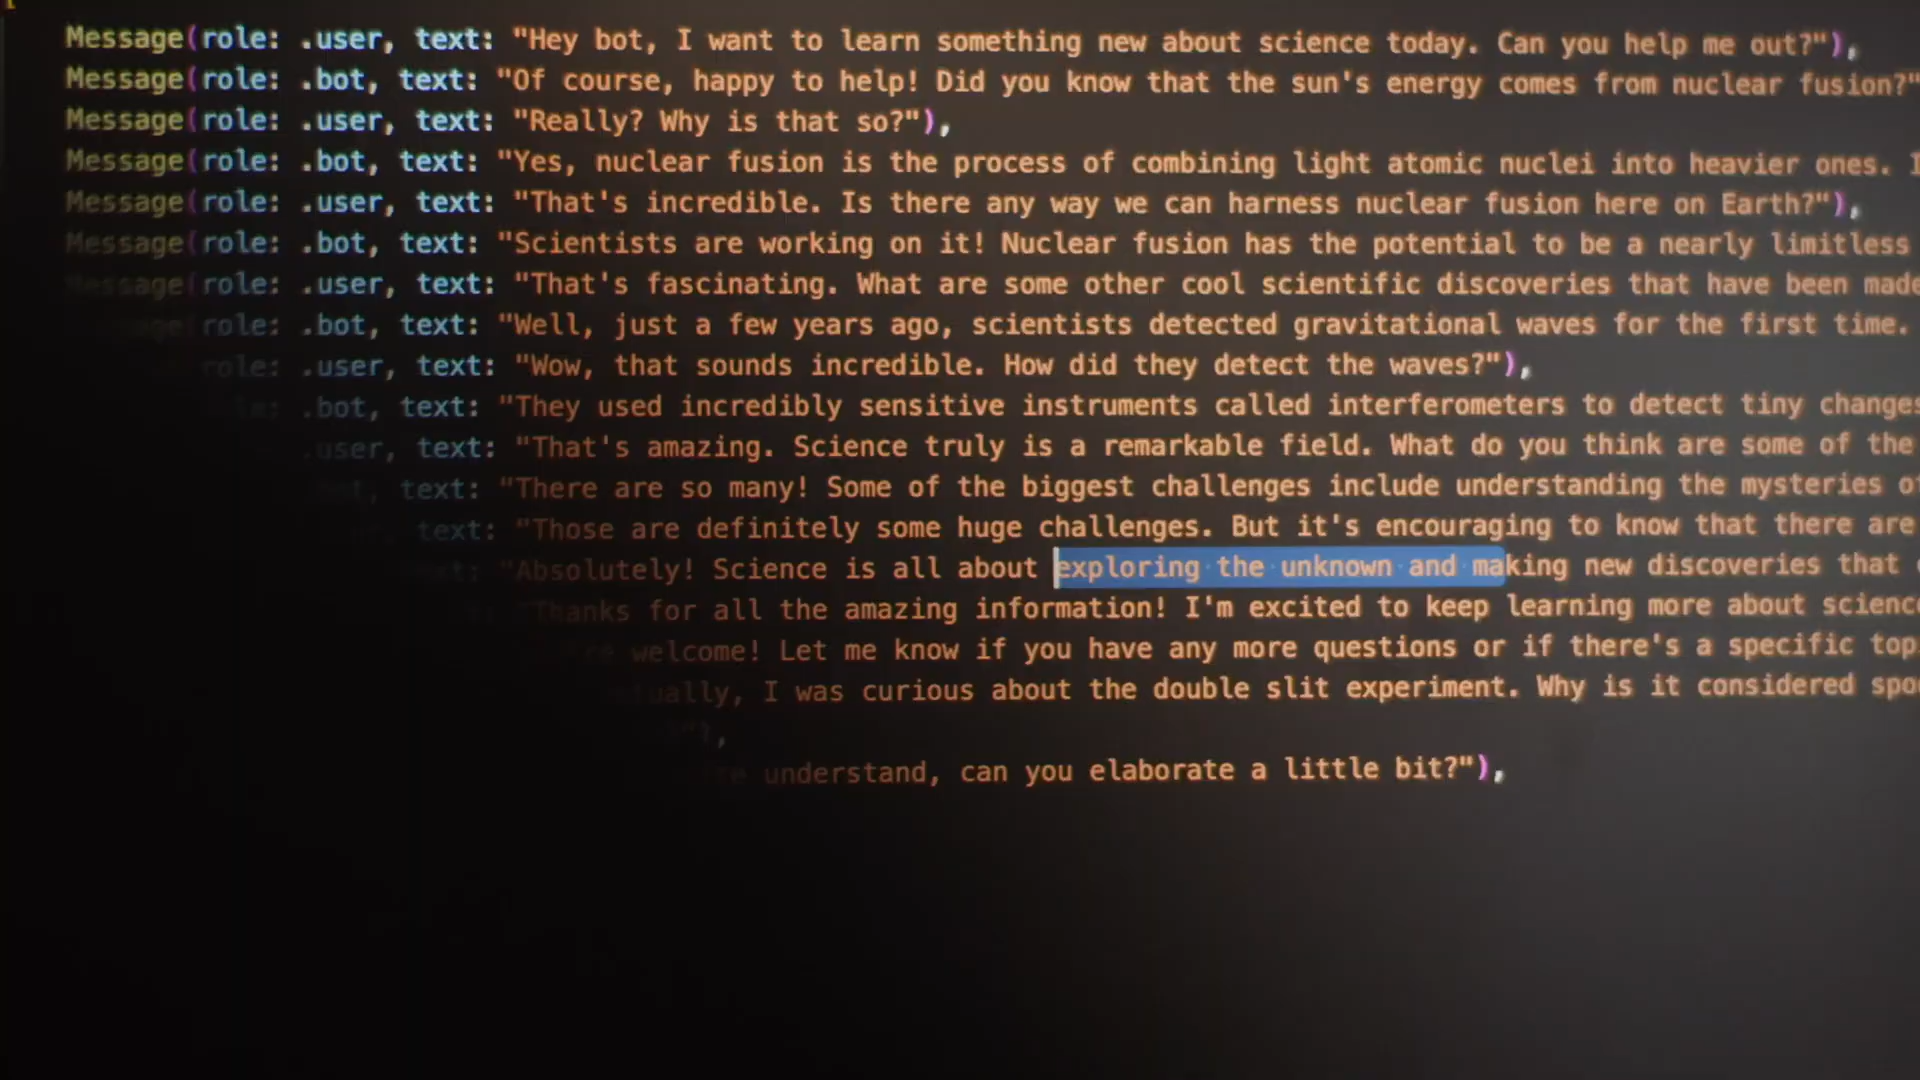 Message(role: .user, text: "Hey bot, I want to learn something new about science today. Can you help me out?"),
Message(role: .bot, text: "Of course, happy to help! Did you know that the sun's energy comes from nuclear fusion?"
Message(role: .user, text: "Really? Why is that so?"),
Message(role: .bot, text: "Yes, nuclear fusion is the process of combining light atomic nuclei into heavier ones.
Message(role: .user, text: "That's incredible. Is there any way we can harness nuclear fusion here on Earth?"),
Message(role: .bot, text: "Scientists are working on it! Nuclear fusion has the potential to be a nearly limitless
Message(role: .user, text: "That's fascinating. What are some other cool scientific discoveries that have been made
role: .bot, text: "Well, just a few years ago, scientists detected gravitational waves for the first time.
role: .user, text: "Wow, that sounds incredible. How did they detect the waves?"),
.bot, text: "They used incredibly sensitive instruments called interferometers to detect tiny changes
.user, text: "That's amazing. Science truly is a remarkable field. What do you think are some of the
text: "There are so many! Some of the biggest challenges include understanding the mysteries
text: "Those are definitely some huge challenges. But it's encouraging to know that there are
"Absolutely! Science is all about exploring the unknown and making new discoveries that
"Thanks for all the amazing information! I'm excited to keep learning more about
welcome! Let me know if you have any more questions or if there's a specific
I was curious about the double slit experiment. Why is it considered
understand, can you elaborate a little bit?"),